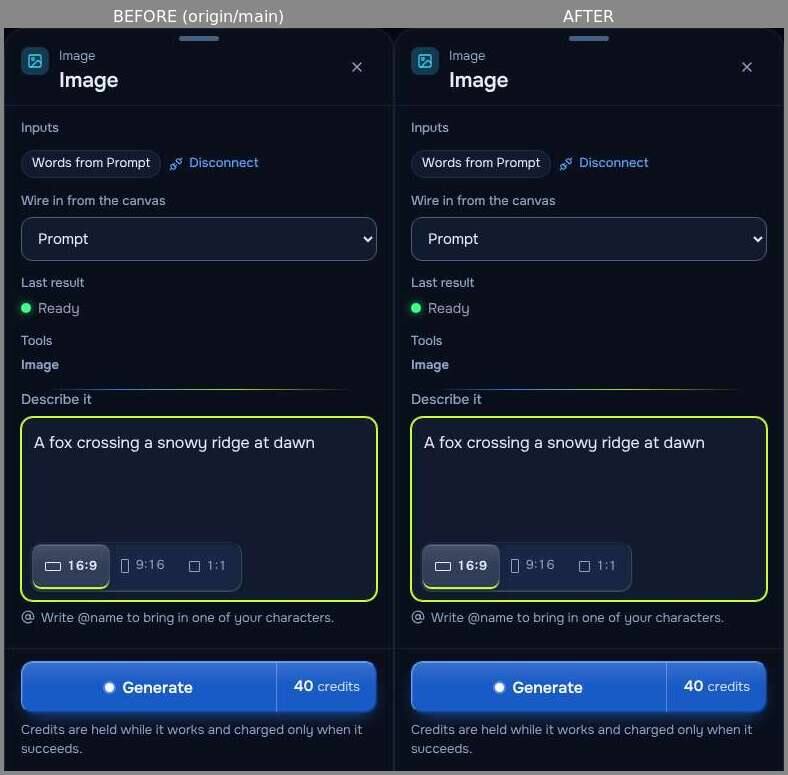 BEFORE (origin/main)
Image
Image
Inputs
Words from Prompt Disconnect
Wire in from the canvas
Prompt
Last result
Ready
Tools
Image
Describe it
A fox crossing a snowy ridge at dawn
16:9 9:16 1:1
@ Write @name to bring in one of your characters.
Generate 40 credits
Credits are held while it works and charged only when it
succeeds.
AFTER
Image
Image
Inputs
Words from Prompt Disconnect
Wire in from the canvas
Prompt
Last result
Ready
Tools
Image
Describe it
A fox crossing a snowy ridge at dawn
16:9 9:16 1:1
@ Write @name to bring in one of your characters.
Generate 40 credits
Credits are held while it works and charged only when it
succeeds.